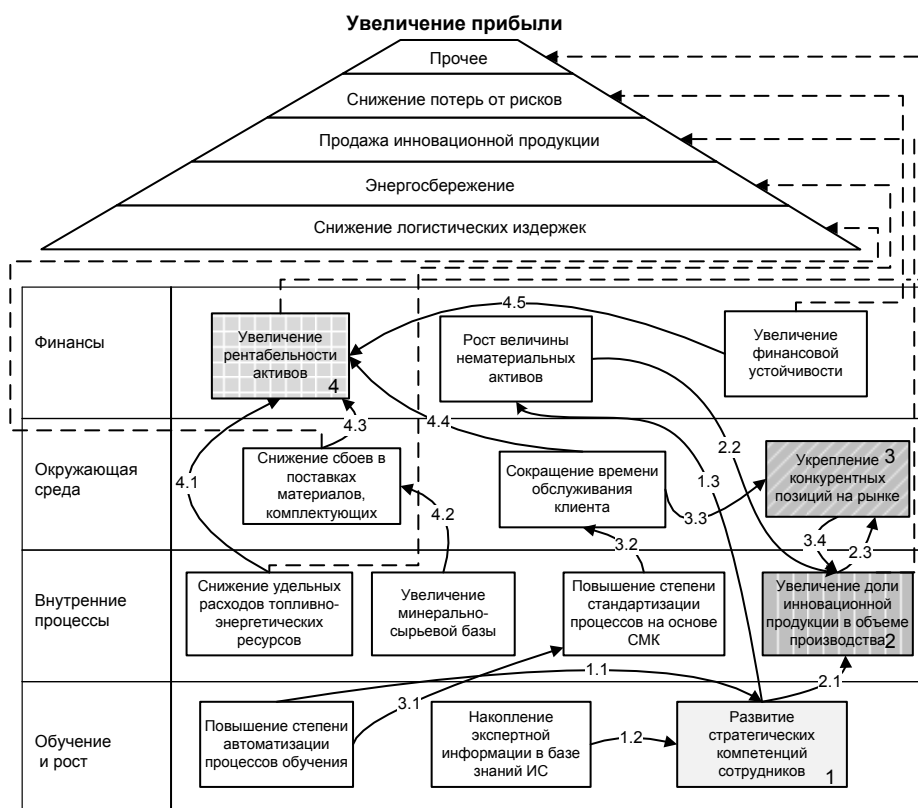 Увеличение прибыли
Прочее
Снижение потерь от рисков
Продажа инновационной продукции
Энергосбережение
Снижение логистических издержек
Финансы
Увеличение
рентабельности
активов
4
Рост величины
нематериальных
активов
Увеличение
финансовой
устойчивости
4.5
4.3
4.4
2.2
1.3
Окружающая
среда
4.1
Снижение сбоев в
поставках
материалов,
комплектующих
4.2
Сокращение времени
обслуживания
клиента
3.3
Укрепление 3
конкурентных
позиций на рынке
3.2
3.4
2.3
Внутренние
процессы
Снижение удельных
расходов топливно-
энергетических
ресурсов
Увеличение
минерально-
сырьевой базы
Повышение степени
стандартизации
процессов на основе
СМК
Увеличение доли
инновационной
продукции в объеме
производства 2
1.1
3.1
2.1
Обучение
и рост
Повышение степени
автоматизации
процессов обучения
Накопление
экспертной
информации в базе
знаний ИС
1.2
Развитие
стратегических
компетенций
сотрудников
1